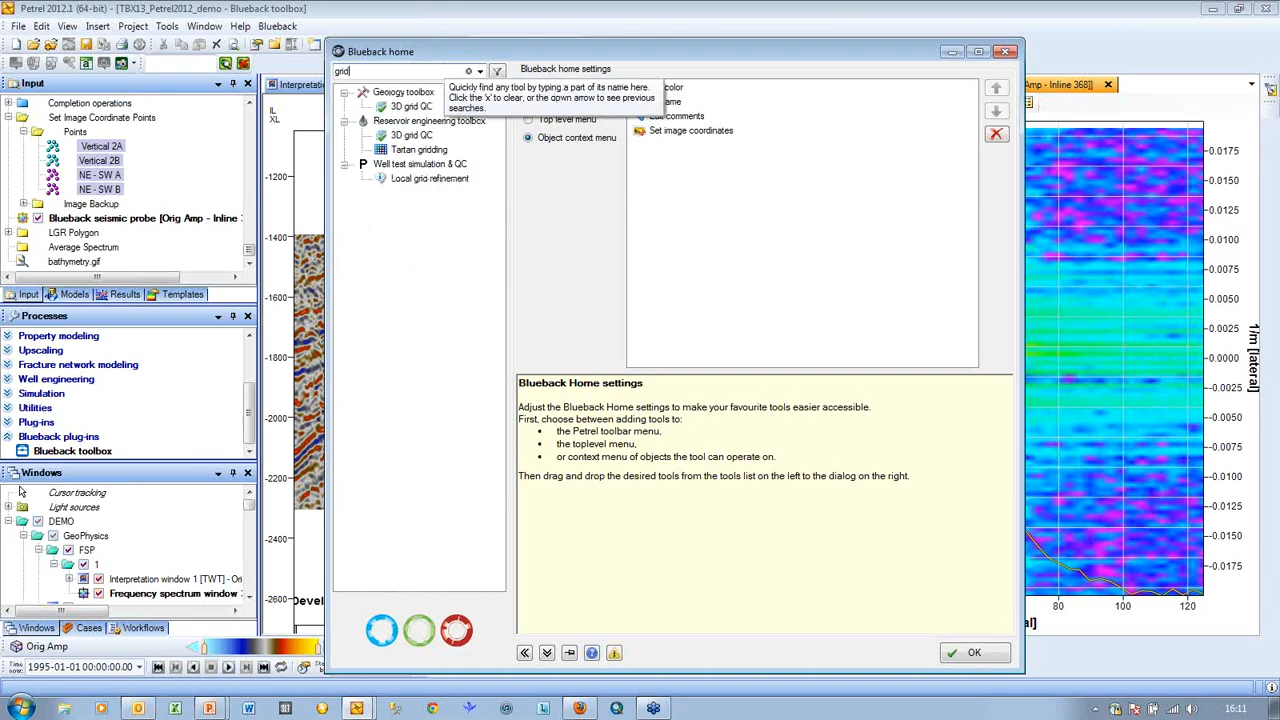 Petrel 2012.1 (64-bit) - [TBX13_Petrel2012_demo - Blueback toolbox]
File Edit View Insert Project Tools Window Help Blueback
Input
Completion operations
Set Image Coordinate Points
Points
Vertical 2A
Vertical 2B
NE - SW A
NE - SW B
Image Backup
Blueback seismic probe [Orig Amp - Inline
LGR Polygon
Average Spectrum
bathymetry.gif
Input Models Results Templates
Processes
Property modeling
Upscaling
Fracture network modeling
Well engineering
Simulation
Utilities
Plug-ins
Blueback plug-ins
Blueback toolbox
Windows
Cursor tracking
Light sources
DEMO
GeoPhysics
FSP
1
Interpretation window 1 [TWT] - Ori
Frequency spectrum window
Windows Cases Workflows
Orig Amp
Time now: 1995-01-01 00:00:00.00
Interpretation
IL
XL
-1200
-1400
-1600
-1800
-2000
-2200
-2600
Blueback home
grid
Geology toolbox
3D grid QC
Reservoir engineering toolbox
3D grid QC
Tartan gridding
Well test simulation & QC
Local grid refinement
Blueback home settings
Quickly find any tool by typing a part of its name here.
Click the 'x' to clear, or the down arrow to see previous
searches.
Top level menu
Object context menu
comments
Set image coordinates
Blueback Home settings
Adjust the Blueback Home settings to make your favourite tools easier accessible.
First, choose between adding tools to:
• the Petrel toolbar menu,
• the toplevel menu,
• or context menu of objects the tool can operate on.
Then drag and drop the desired tools from the tools list on the left to the dialog on the right.
OK
Amp - Inline 368]]
0.0175
0.0150
0.0125
0.0100
0.0075
0.0050
0.0025
0.0000
-0.0025
-0.0050
-0.0075
-0.0100
-0.0125
-0.0150
-0.0175
1/m [lateral]
80 100 120
16:11